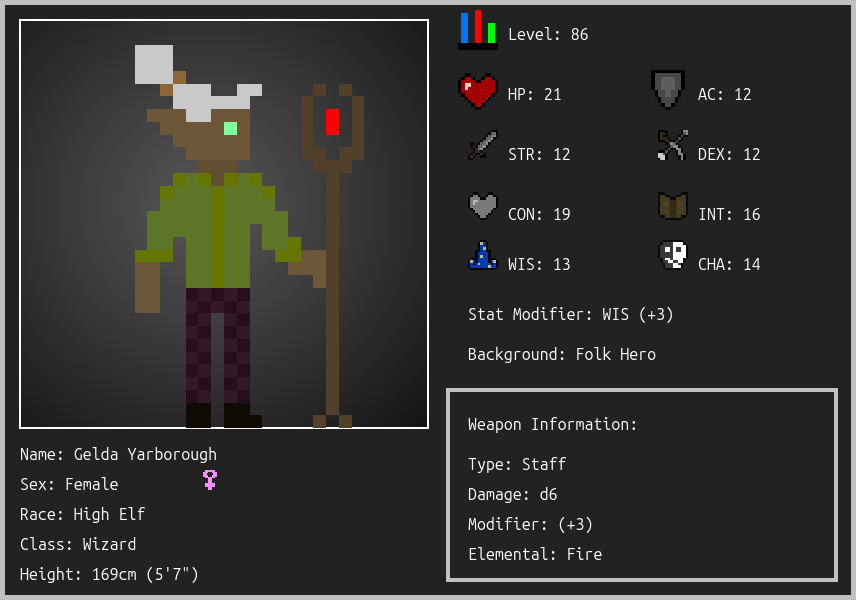 Level: 86
HP: 21
AC: 12
STR: 12
DEX: 12
CON: 19
INT: 16
WIS: 13
CHA: 14
Stat Modifier: WIS (+3)
Background: Folk Hero
Weapon Information:
Type: Staff
Damage: d6
Modifier: (+3)
Elemental: Fire
Name: Gelda Yarborough
Sex: Female
Race: High Elf
Class: Wizard
Height: 169cm (5'7")